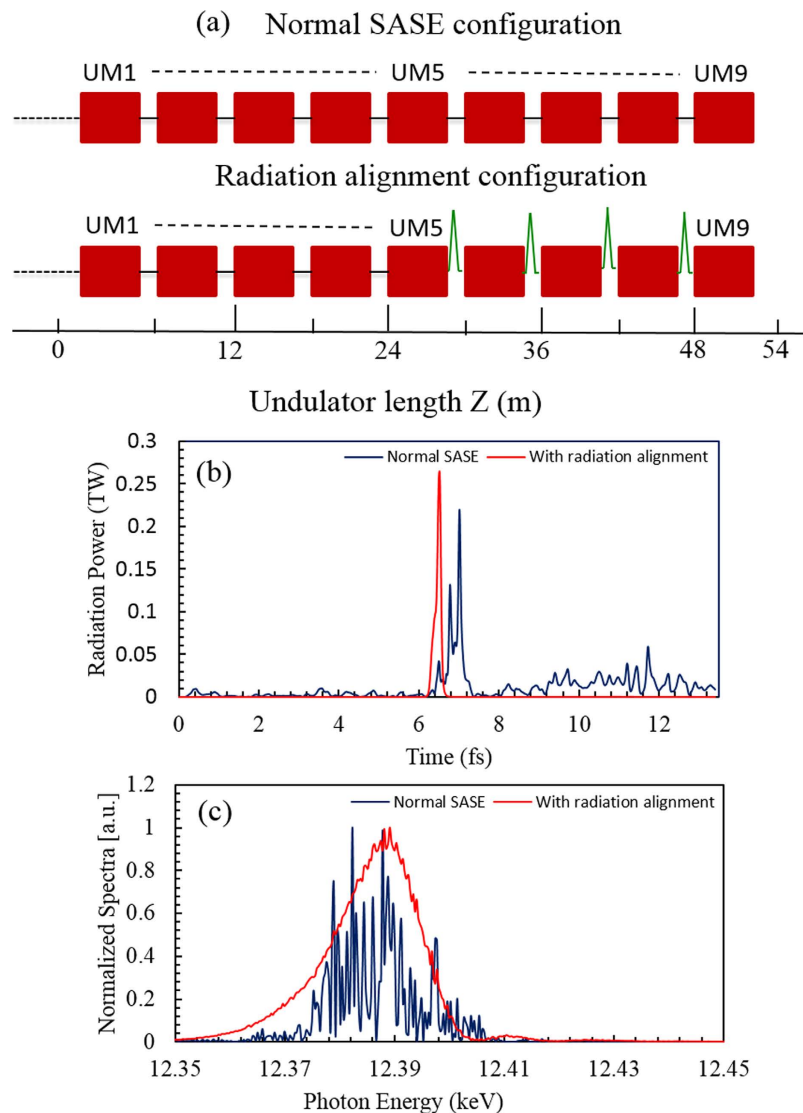 (a) Normal SASE configuration
UM1 UM5 UM9
Radiation alignment configuration
UM1 UM5 UM9
0 12 24 36 48 54
Undulator length Z (m)
0.3
(b) Normal SASE With radiation alignment
0.25
0.2
0.15
0.1
0.05
0
Radiation Power (TW)
0 2 4 6 8 10 12
Time (fs)
1.2
(c) Normal SASE With radiation alignment
1
0.8
0.6
0.4
0.2
0
Normalized Spectra [a.u.]
12.35 12.37 12.39 12.41 12.43 12.45
Photon Energy (keV)